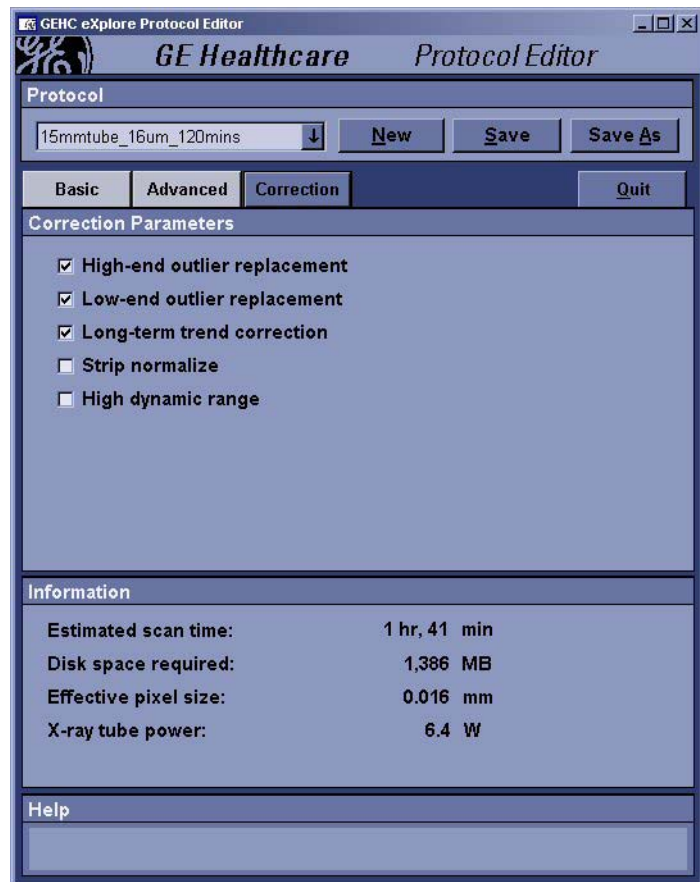 GEHC eXplore Protocol Editor
GE Healthcare Protocol Editor
Protocol
15mmtube_16um_120mins New Save Save As
Basic Advanced Correction Quit
Correction Parameters
High-end outlier replacement
Low-end outlier replacement
Long-term trend correction
Strip normalize
High dynamic range
Information
Estimated scan time: 1 hr, 41 min
Disk space required: 1,386 MB
Effective pixel size: 0.016 mm
X-ray tube power: 6.4 W
Help